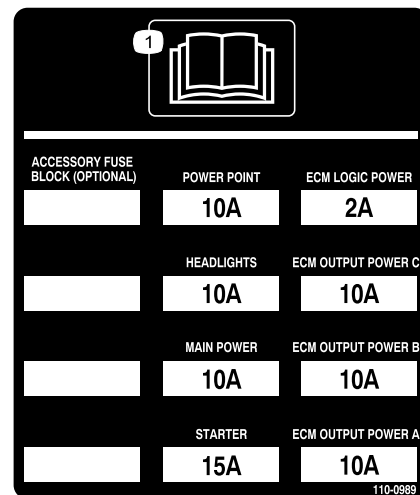 1
ACCESSORY FUSE
BLOCK (OPTIONAL)
POWER POINT
ECM LOGIC POWER
10A
2A
HEADLIGHTS
ECM OUTPUT POWER C
10A
10A
MAIN POWER
ECM OUTPUT POWER B
10A
10A
STARTER
ECM OUTPUT POWER A
15A
10A
110-0989